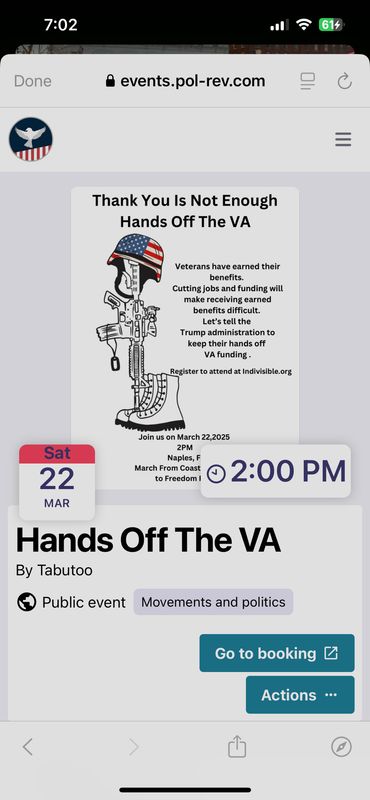 7:02
61
Done
events.pol-rev.com
Thank You Is Not Enough
Hands Off The VA
Veterans have earned their
benefits.
Cutting jobs and funding will
make receiving earned
benefits difficult.
Let's tell the
Trump administration to
keep their hands off
VA funding .
Register to attend at Indivisible.org
Join us on March 22,2025
2PM
Naples, F
March From Coast
to Freedom
Sat
22
MAR
2:00 PM
Hands Off The VA
By Tabutoo
Public event
Movements and politics
Go to booking
Actions ...